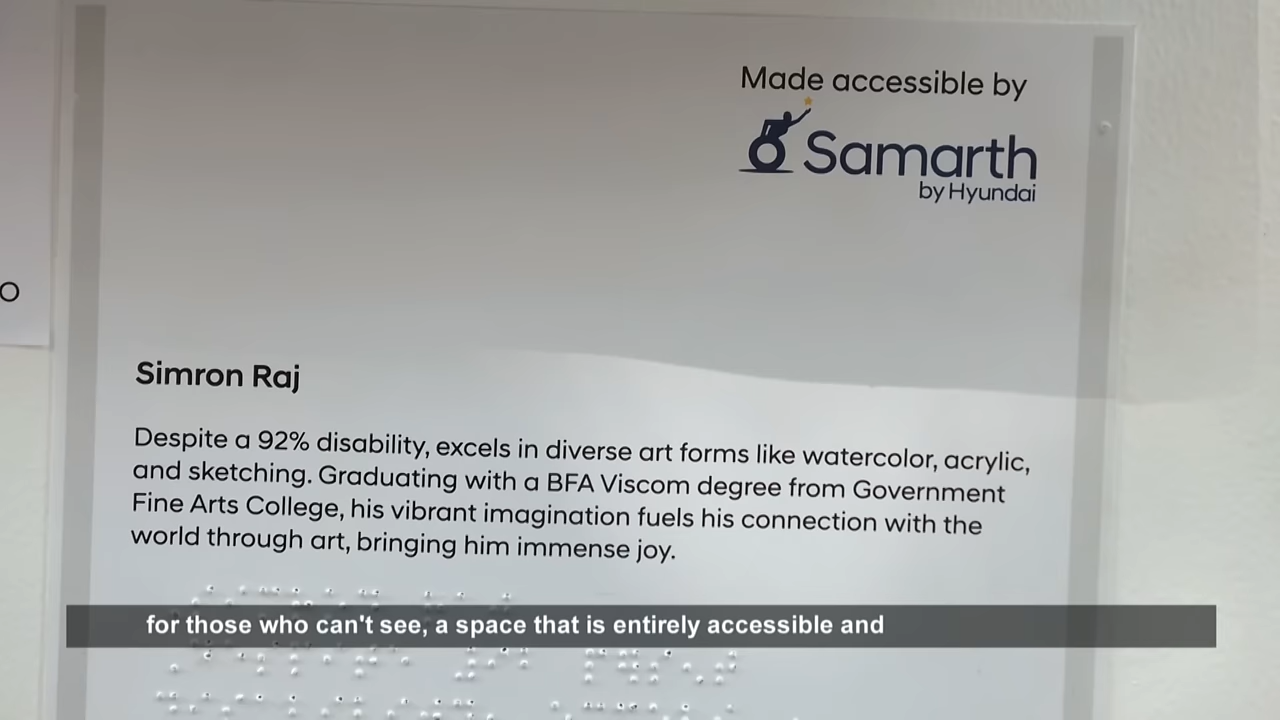 Made accessible by
Samarth
by Hyundai
O
Simron Raj
Despite a 92% disability, excels in diverse art forms like watercolor, acrylic,
and sketching. Graduating with a BFA Viscom degree from Government
Fine Arts College, his vibrant imagination fuels his connection with the
world through art, bringing him immense joy.
for those who can't see, a space that is entirely accessible and